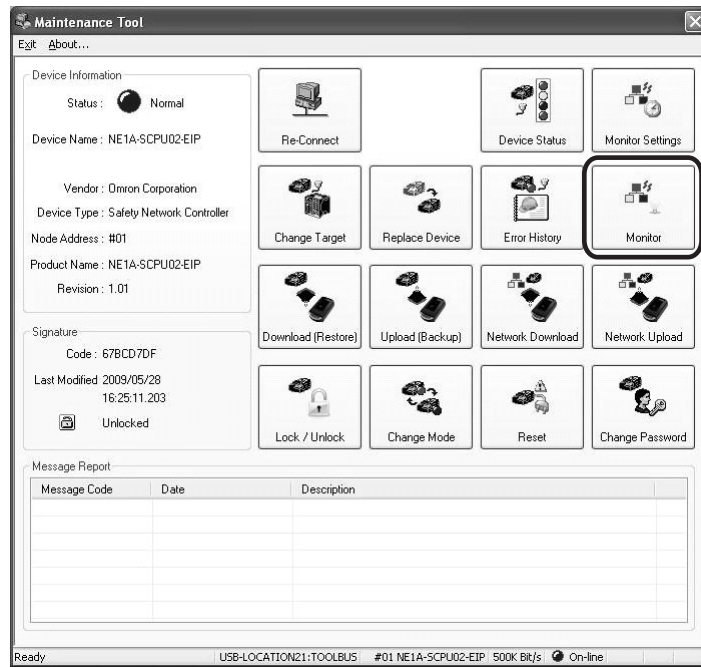 Maintenance Tool
Exit About...
Device Information
Status : Normal
Device Name : NE1A-SCPU02-EIP
Vendor : Omron Corporation
Device Type : Safety Network Controller
Node Address : #01
Product Name : NE1A-SCPU02-EIP
Revision : 1.01
Signature
Code : 67BCD7DF
Last Modified 2009/05/28
16:25:11.203
Unlocked
Re-Connect
Device Status
Monitor Settings
Change Target
Replace Device
Error History
Monitor
Download (Restore)
Upload (Backup)
Network Download
Network Upload
Lock / Unlock
Change Mode
Reset
Change Password
Message Report
Message Code Date Description
Ready USB-LOCATION21:TOOLBUS #01 NE1A-SCPU02-EIP 500K Bit/s On-line